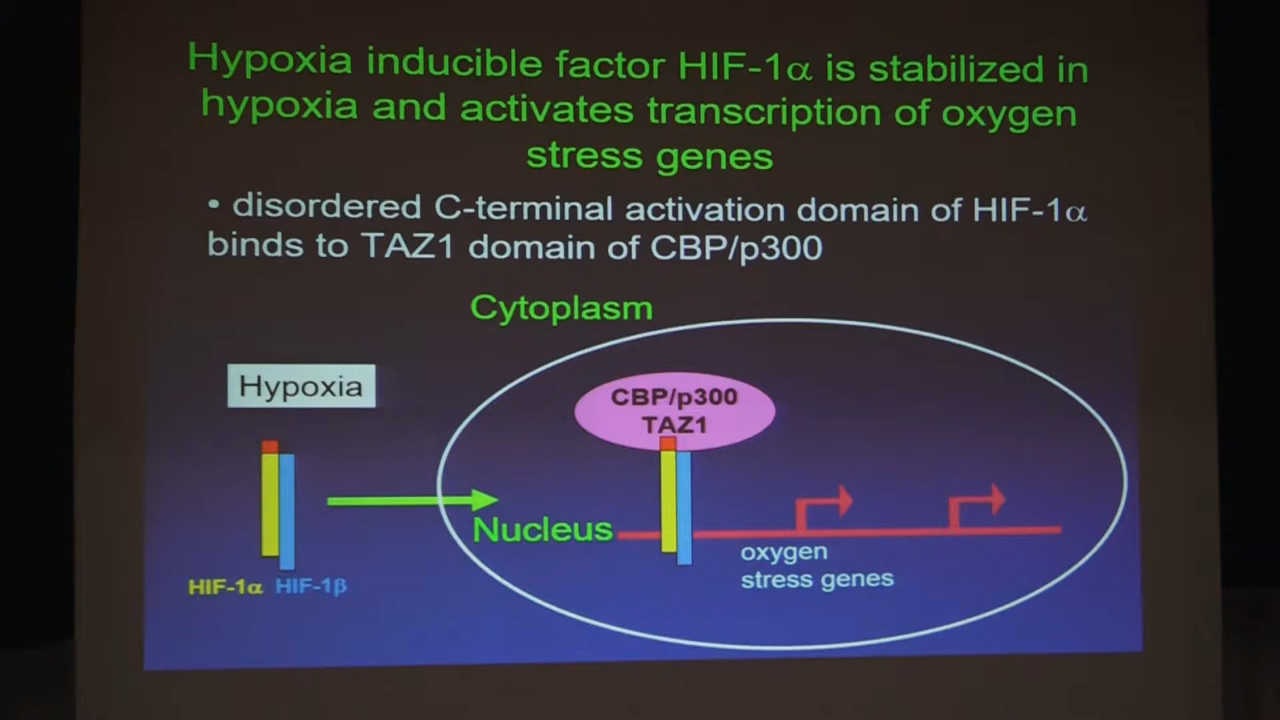 Hypoxia inducible factor HIF-1α is stabilized in
hypoxia and activates transcription of oxygen
stress genes
• disordered C-terminal activation domain of HIF-1α
binds to TAZ1 domain of CBP/p300
Cytoplasm
Hypoxia
CBP/p300
TAZ1
Nucleus
oxygen
stress genes
HIF-1α HIF-1β